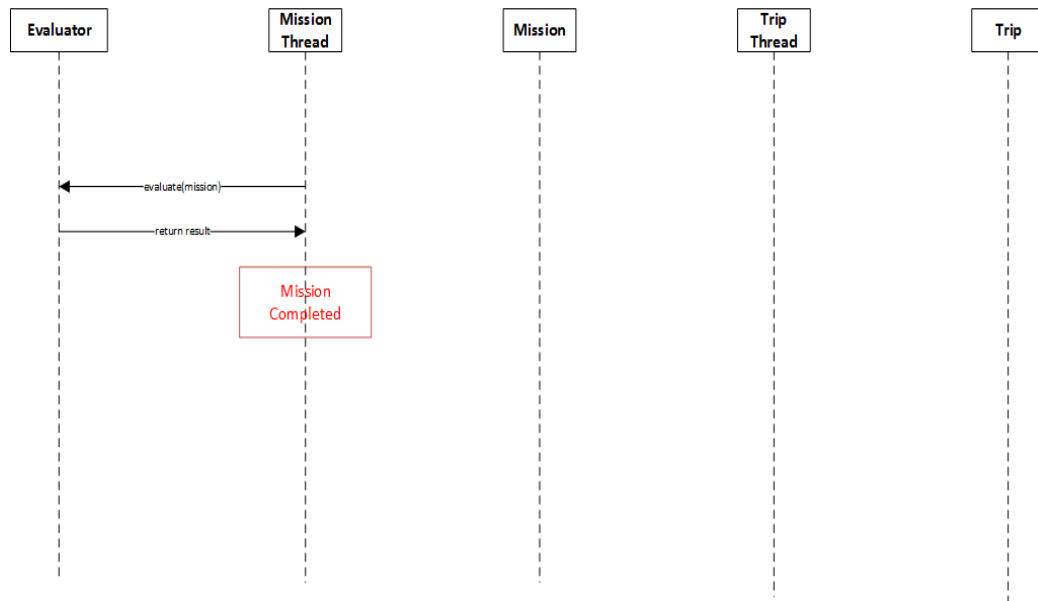 Evaluator
Mission
Thread
Mission
Trip
Thread
Trip
evaluate(mission)
return result
Mission
Completed